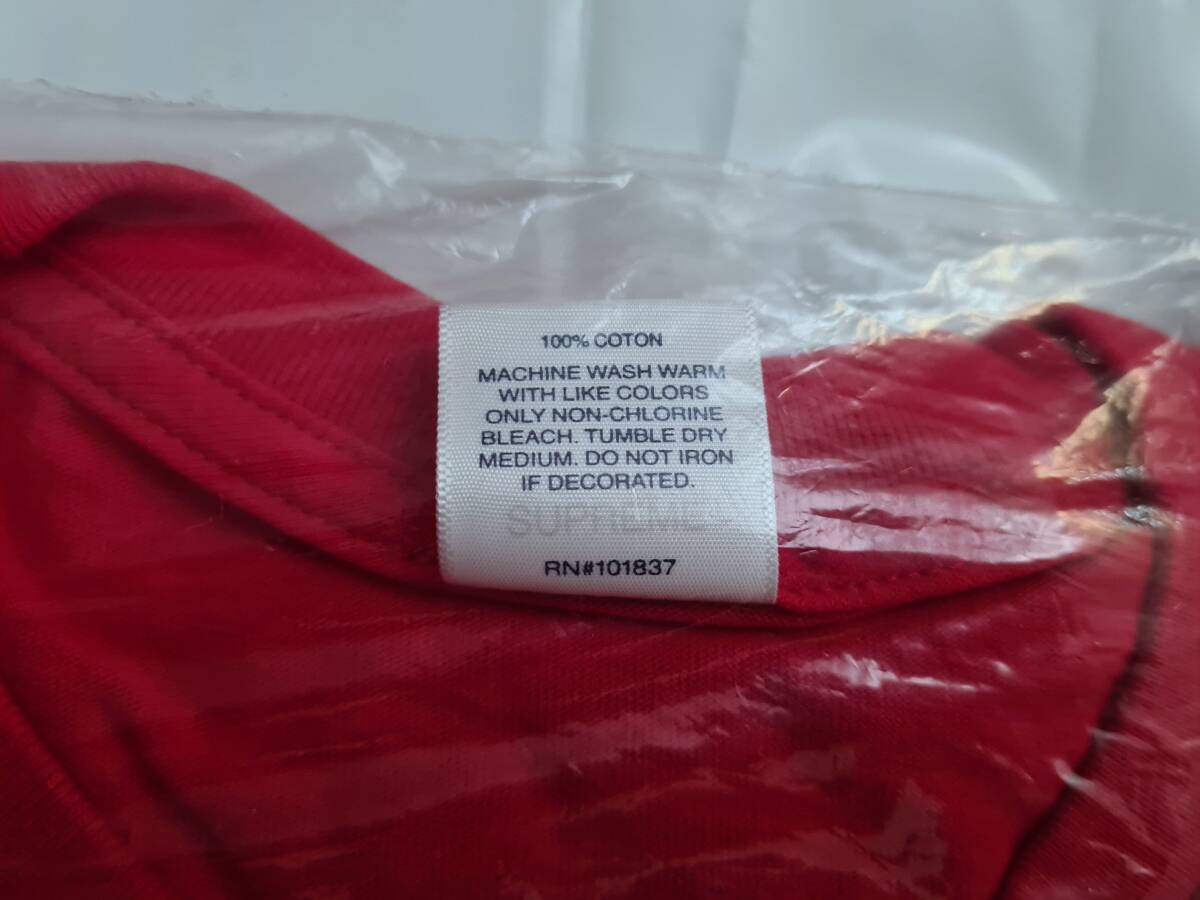 100% COTON
MACHINE WASH WARM
WITH LIKE COLORS
ONLY NON-CHLORINE
BLEACH. TUMBLE DRY
MEDIUM. DO NOT IRON
IF DECORATED.
SUPREME
RN#101837